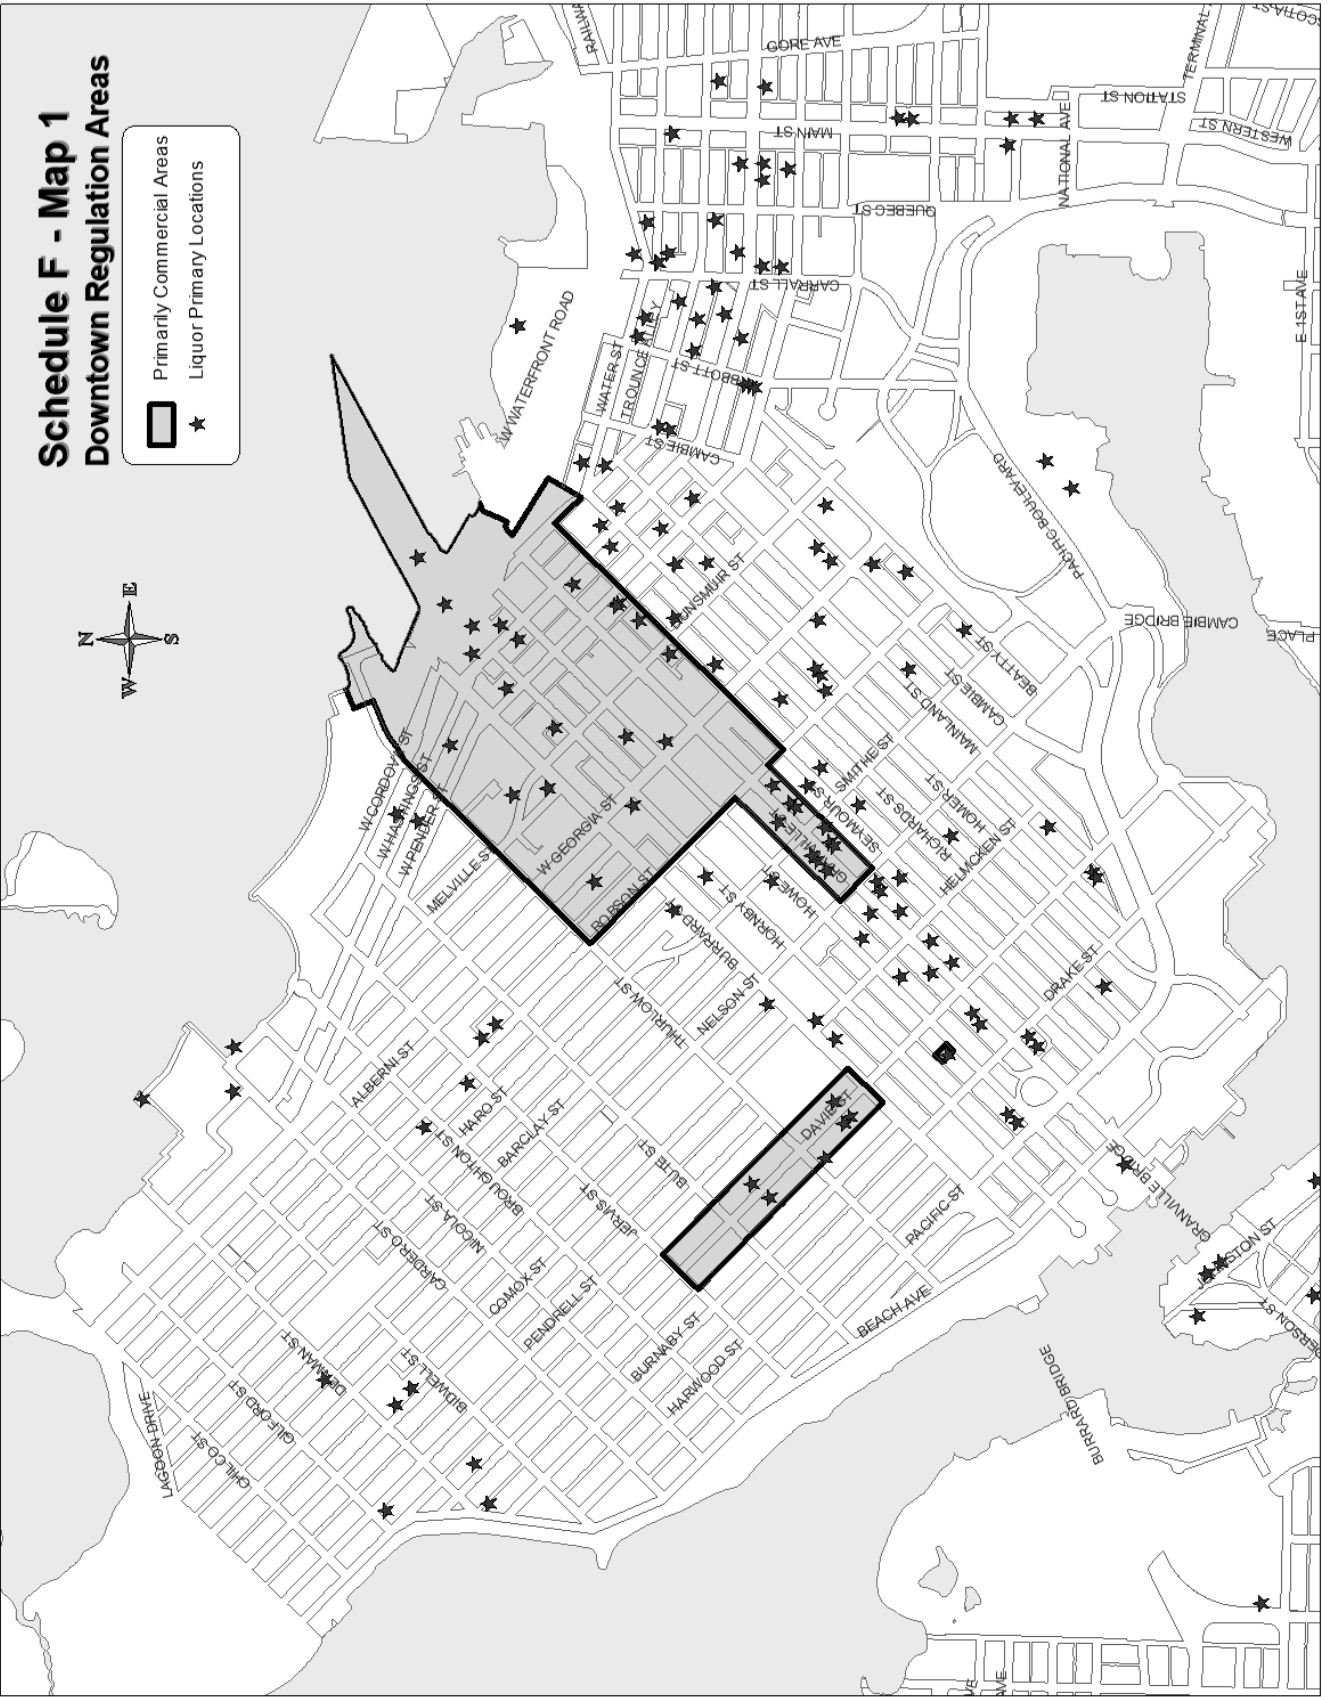 Schedule F - Map 1
Downtown Regulation Areas
Primarily Commercial Areas
Liquor Primary Locations
N
E
S
W
GORE AVE
MAIN ST
STATION ST
WESTERN ST
NATIONAL AVE
QUEBEC ST
CARRALL ST
W WATERFRONT ROAD
WATER ST
TROUNCE ALLEY
CAMBIE ST
E 1ST AVE
PACIFIC BOULEVARD
CAMBIE BRIDGE
PLACE
DUNSMUIR ST
BEATTY ST
CAMBIE ST
MAINLAND ST
SMITHE ST
HOMER ST
RICHARDS ST
SEYMOUR ST
HELMCKEN ST
W CORDOVA ST
W HASTINGS ST
W PENDER ST
MELVILLE ST
W GEORGIA ST
ROBSON ST
HOWE ST
HORNBY ST
BURRARD ST
NELSON ST
THURLOW ST
DRAKE ST
ALBERNI ST
HARO ST
BARCLAY ST
BROUGHTON ST
NICOLA ST
CARDERO ST
BUTE ST
JERVIS ST
DAVIE ST
COMOX ST
PENDRELL ST
PACIFIC ST
BEACH AVE
BURNABY ST
HARWOOD ST
GRANVILLE BRIDGE
JOHNSTON ST
BURRARD BRIDGE
DENMAN ST
BIDWELL ST
GILFORD ST
CHILCO ST
LAGOON DRIVE